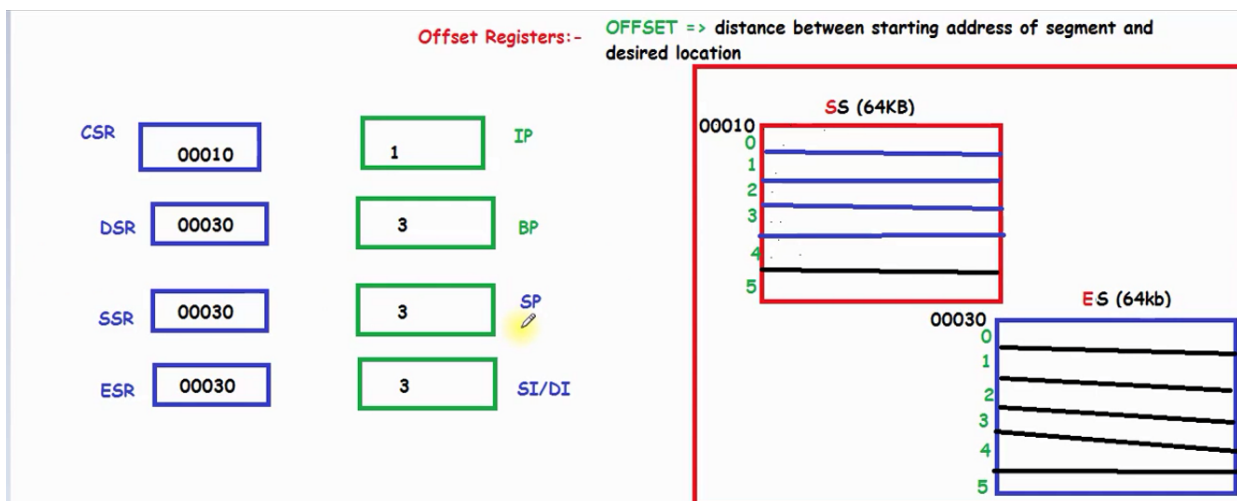 Offset Registers:-
OFFSET => distance between starting address of segment and
desired location
CSR
00010
1
IP
DSR
00030
3
BP
SSR
00030
3
SP
ESR
00030
3
SI/DI
SS (64KB)
00010
0
1
2
3
4
5
ES (64kb)
00030
0
1
2
3
4
5